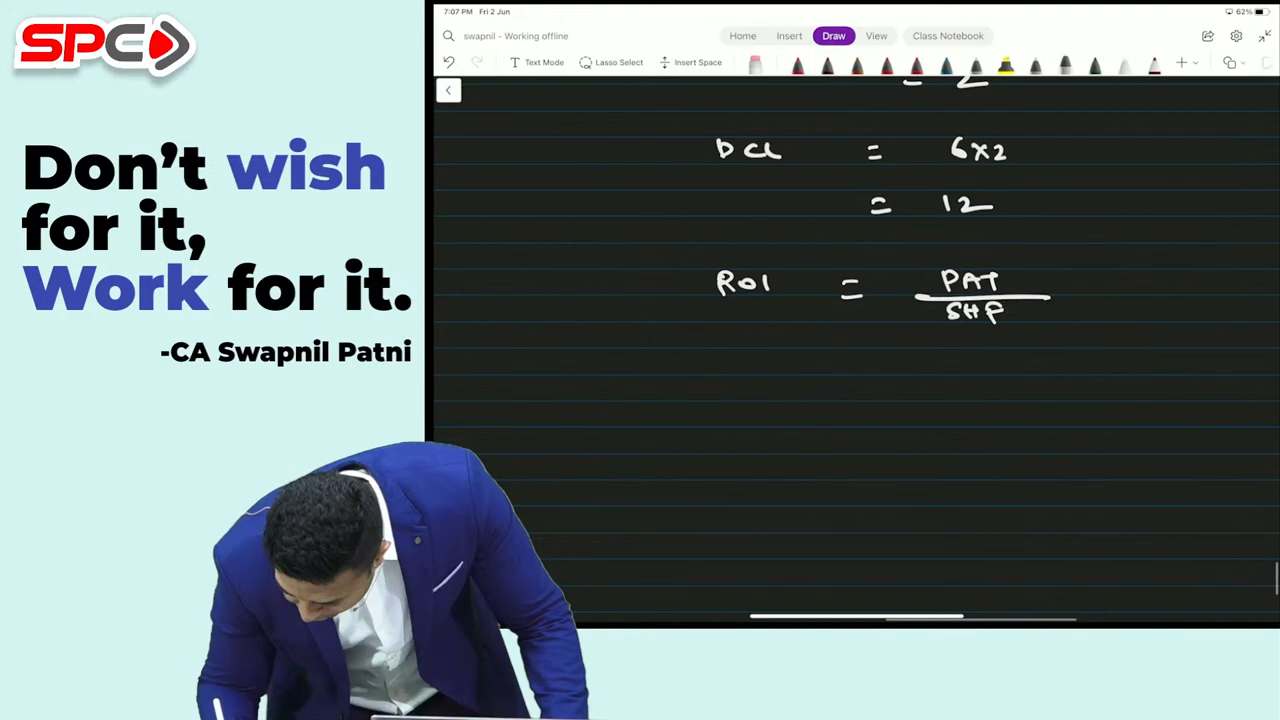 SPC
Don't wish
for it,
Work for it.
-CA Swapnil Patni
7:07 PM Fri 2 Jun
62%
swapnil - Working offline
Home Insert Draw View Class Notebook
Text Mode Lasso Select Insert Space
= 2
DCL = 6x2
= 12
ROI = PAT
SHF